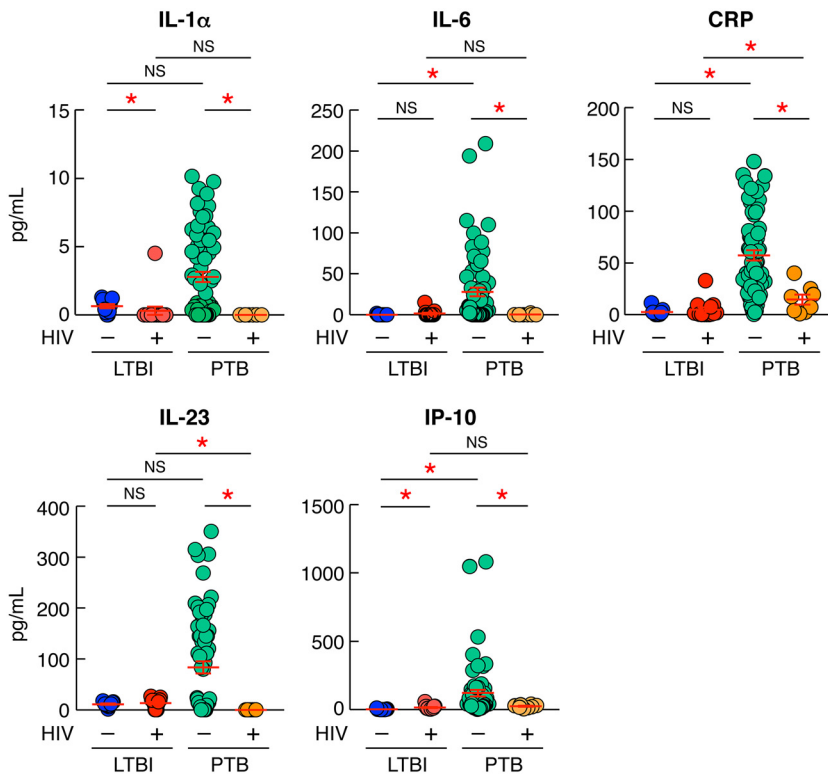 IL-1α
NS
NS
* *
15
10
5
0
pg/mL
HIV − + − +
LTBI PTB
IL-6
NS
*
NS *
250
200
150
100
50
0
− + − +
LTBI PTB
CRP
*
*
NS *
200
150
100
50
0
HIV − + − +
LTBI PTB
IL-23
*
NS
NS *
400
300
200
100
0
pg/mL
HIV − + − +
LTBI PTB
IP-10
NS
*
* *
1500
1000
500
0
HIV − + − +
LTBI PTB